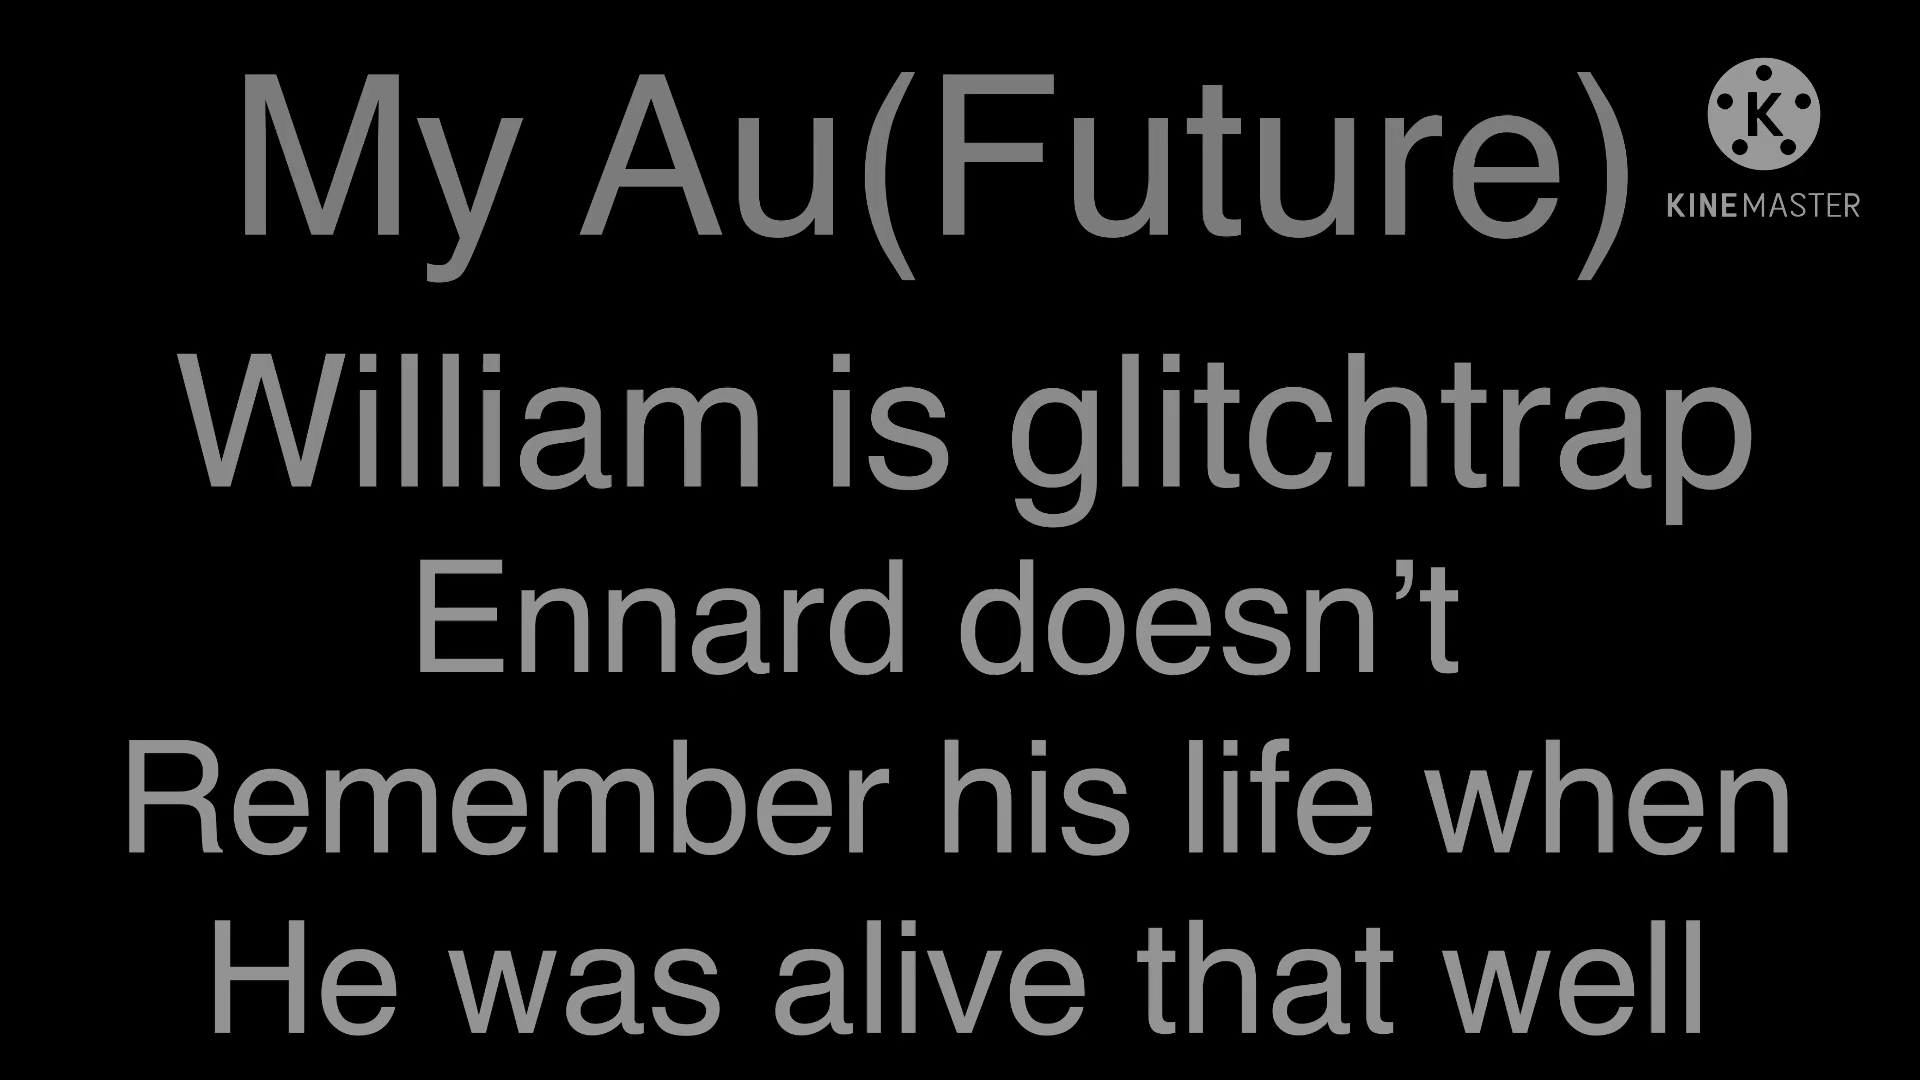 My Au(Future)
K
KINEMASTER
William is glitchtrap
Ennard doesn’t
Remember his life when
He was alive that well